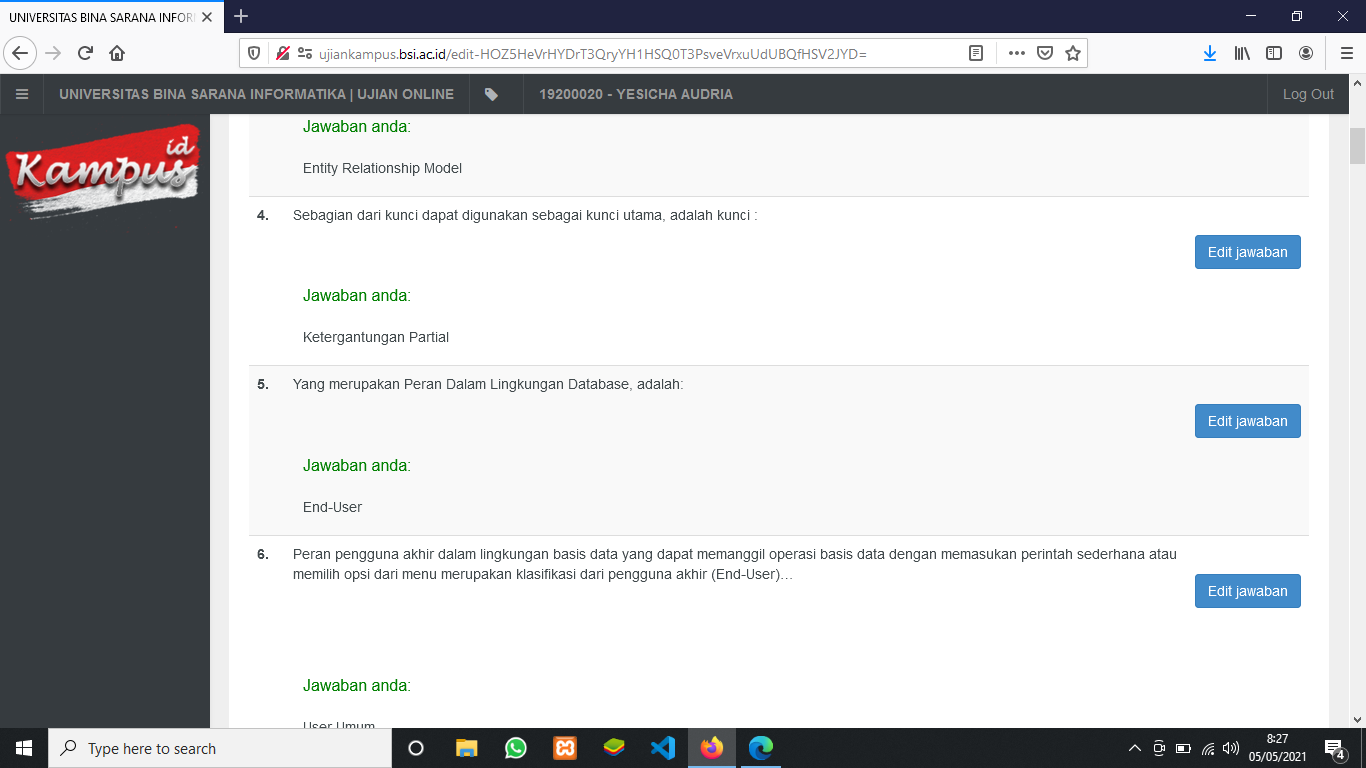 UNIVERSITAS BINA SARANA INFOR
ujiankampus.bsi.ac.id/edit-HOZ5HeVrHYDrT3QryYH1HSQ0T3PsveVrxuUdUBQfHSV2JYD=
UNIVERSITAS BINA SARANA INFORMATIKA | UJIAN ONLINE
19200020 - YESICHA AUDRIA
Log Out
Kampus id
Jawaban anda:
Entity Relationship Model
4. Sebagian dari kunci dapat digunakan sebagai kunci utama, adalah kunci :
Edit jawaban
Jawaban anda:
Ketergantungan Partial
5. Yang merupakan Peran Dalam Lingkungan Database, adalah:
Edit jawaban
Jawaban anda:
End-User
6. Peran pengguna akhir dalam lingkungan basis data yang dapat memanggil operasi basis data dengan memasukan perintah sederhana atau
memilih opsi dari menu merupakan klasifikasi dari pengguna akhir (End-User)...
Edit jawaban
Jawaban anda:
User Umum
Type here to search
8:27
05/05/2021
4